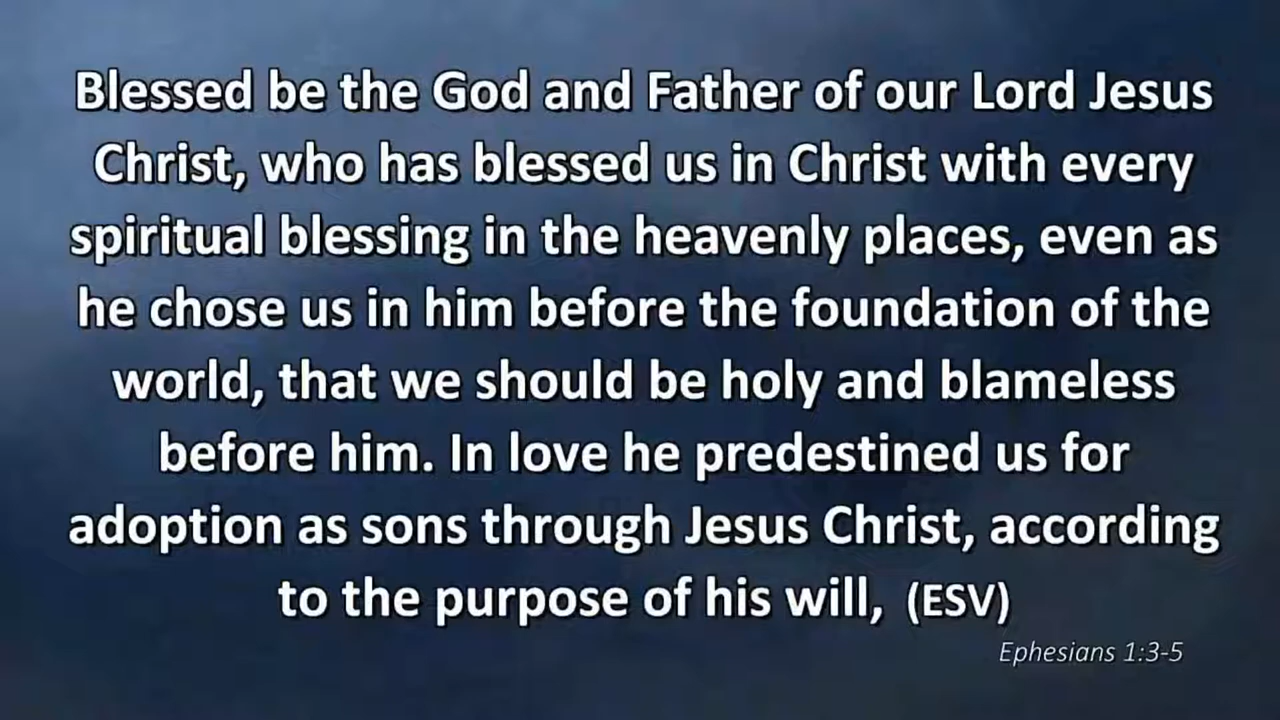 Blessed be the God and Father of our Lord Jesus
Christ, who has blessed us in Christ with every
spiritual blessing in the heavenly places, even as
he chose us in him before the foundation of the
world, that we should be holy and blameless
before him. In love he predestined us for
adoption as sons through Jesus Christ, according
to the purpose of his will, (ESV)
Ephesians 1:3-5